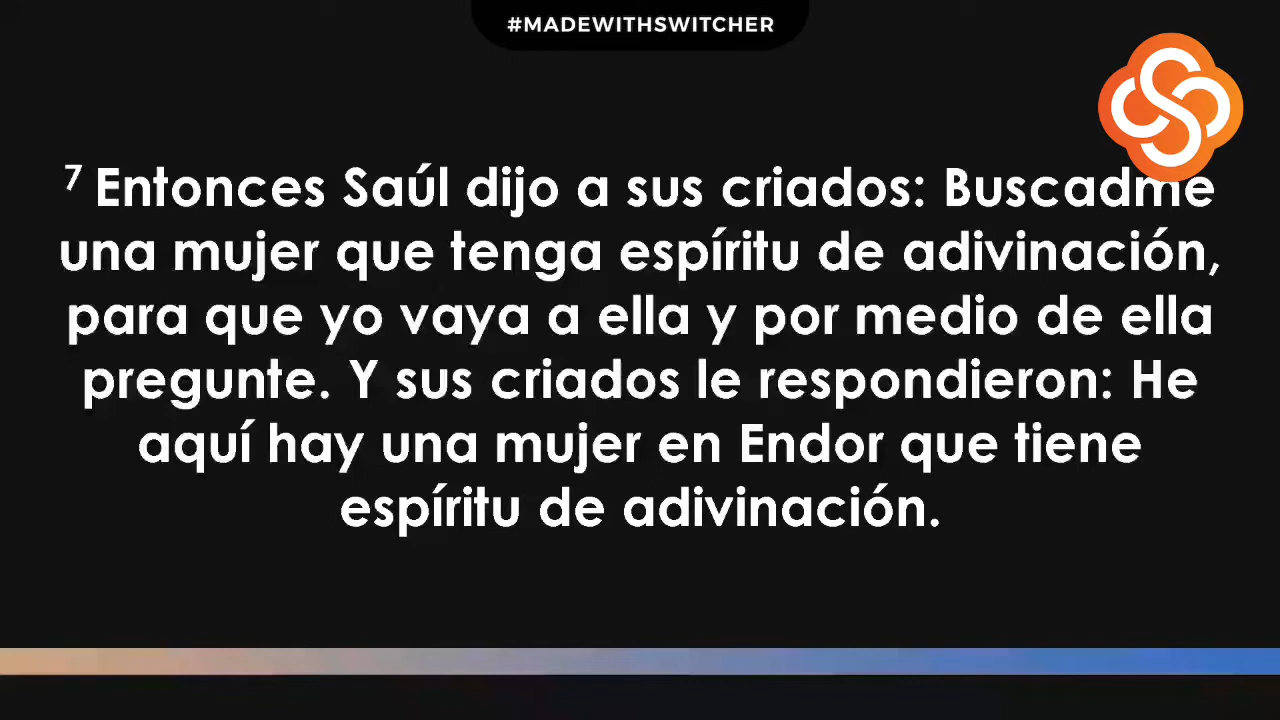 #MADEWITHSWITCHER
7 Entonces Saúl dijo a sus criados: Buscadme
una mujer que tenga espíritu de adivinación,
para que yo vaya a ella y por medio de ella
pregunte. Y sus criados le respondieron: He
aquí hay una mujer en Endor que tiene
espíritu de adivinación.